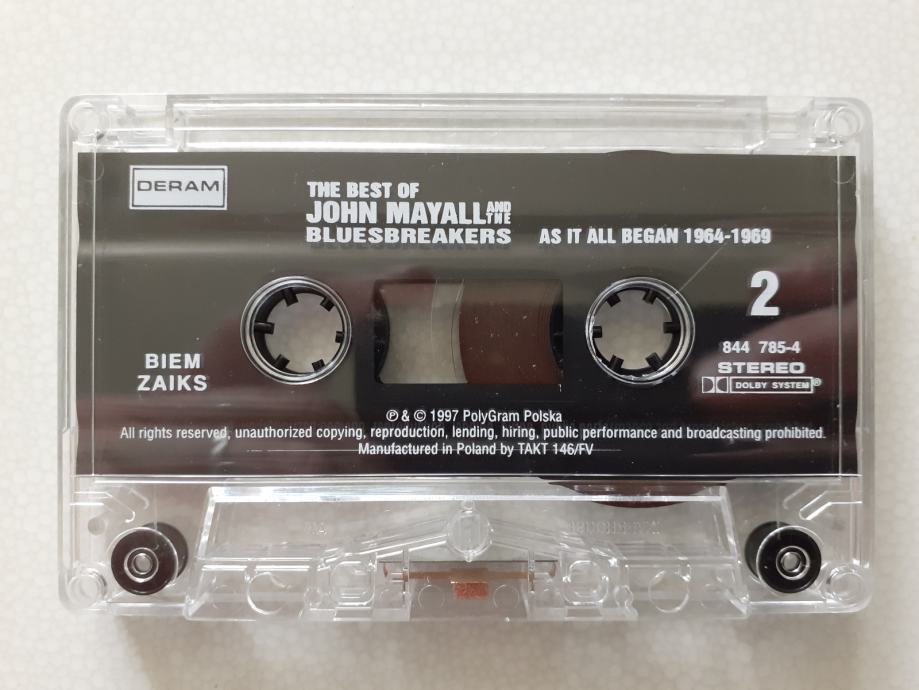 DERAM
THE BEST OF
JOHN MAYALL AND THE
BLUESBREAKERS
AS IT ALL BEGAN 1964-1969
2
844 785-4
STEREO
DOLBY SYSTEM®
BIEM
ZAIKS
℗ & © 1997 PolyGram Polska
All rights reserved, unauthorized copying, reproduction, lending, hiring, public performance and broadcasting prohibited.
Manufactured in Poland by TAKT 146/FV